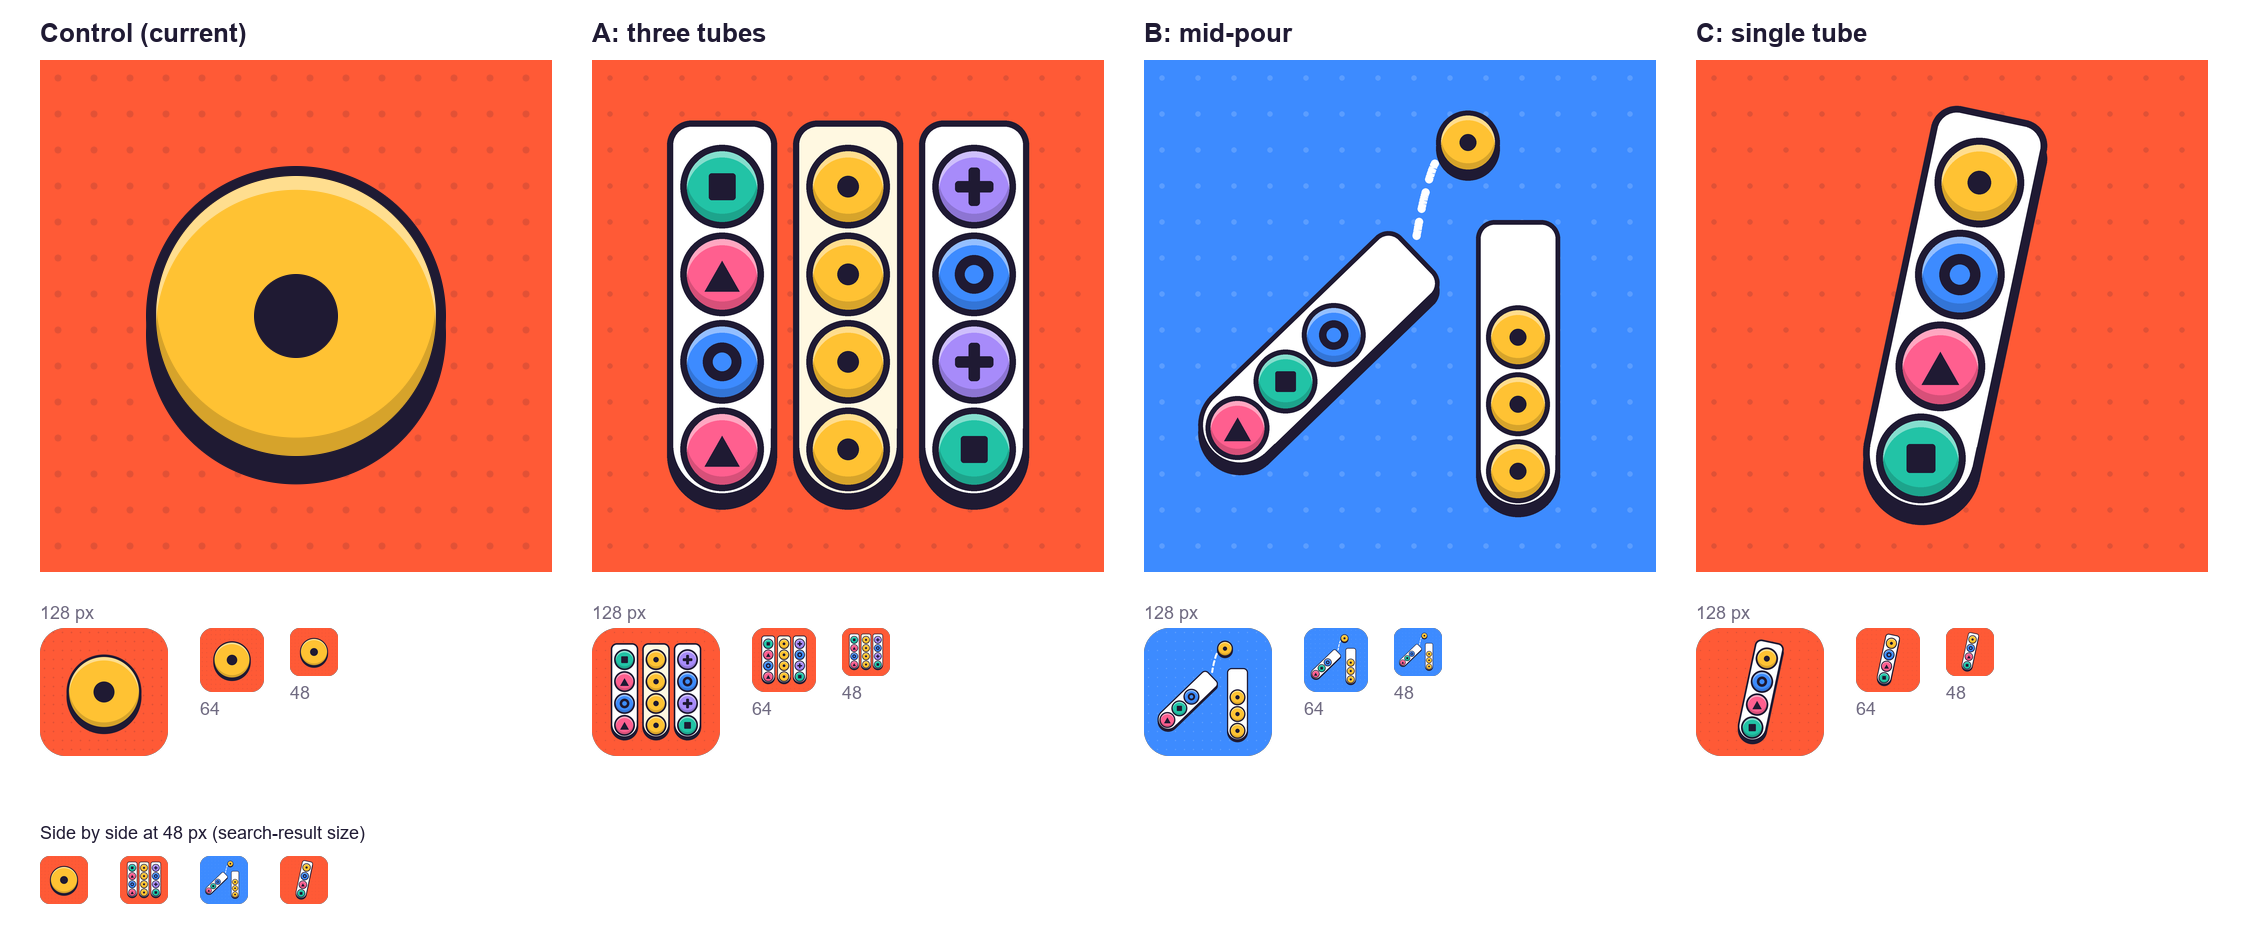 Control (current)
A: three tubes
B: mid-pour
C: single tube
128 px
128 px
128 px
128 px
64
48
64
48
64
48
64
48
Side by side at 48 px (search-result size)